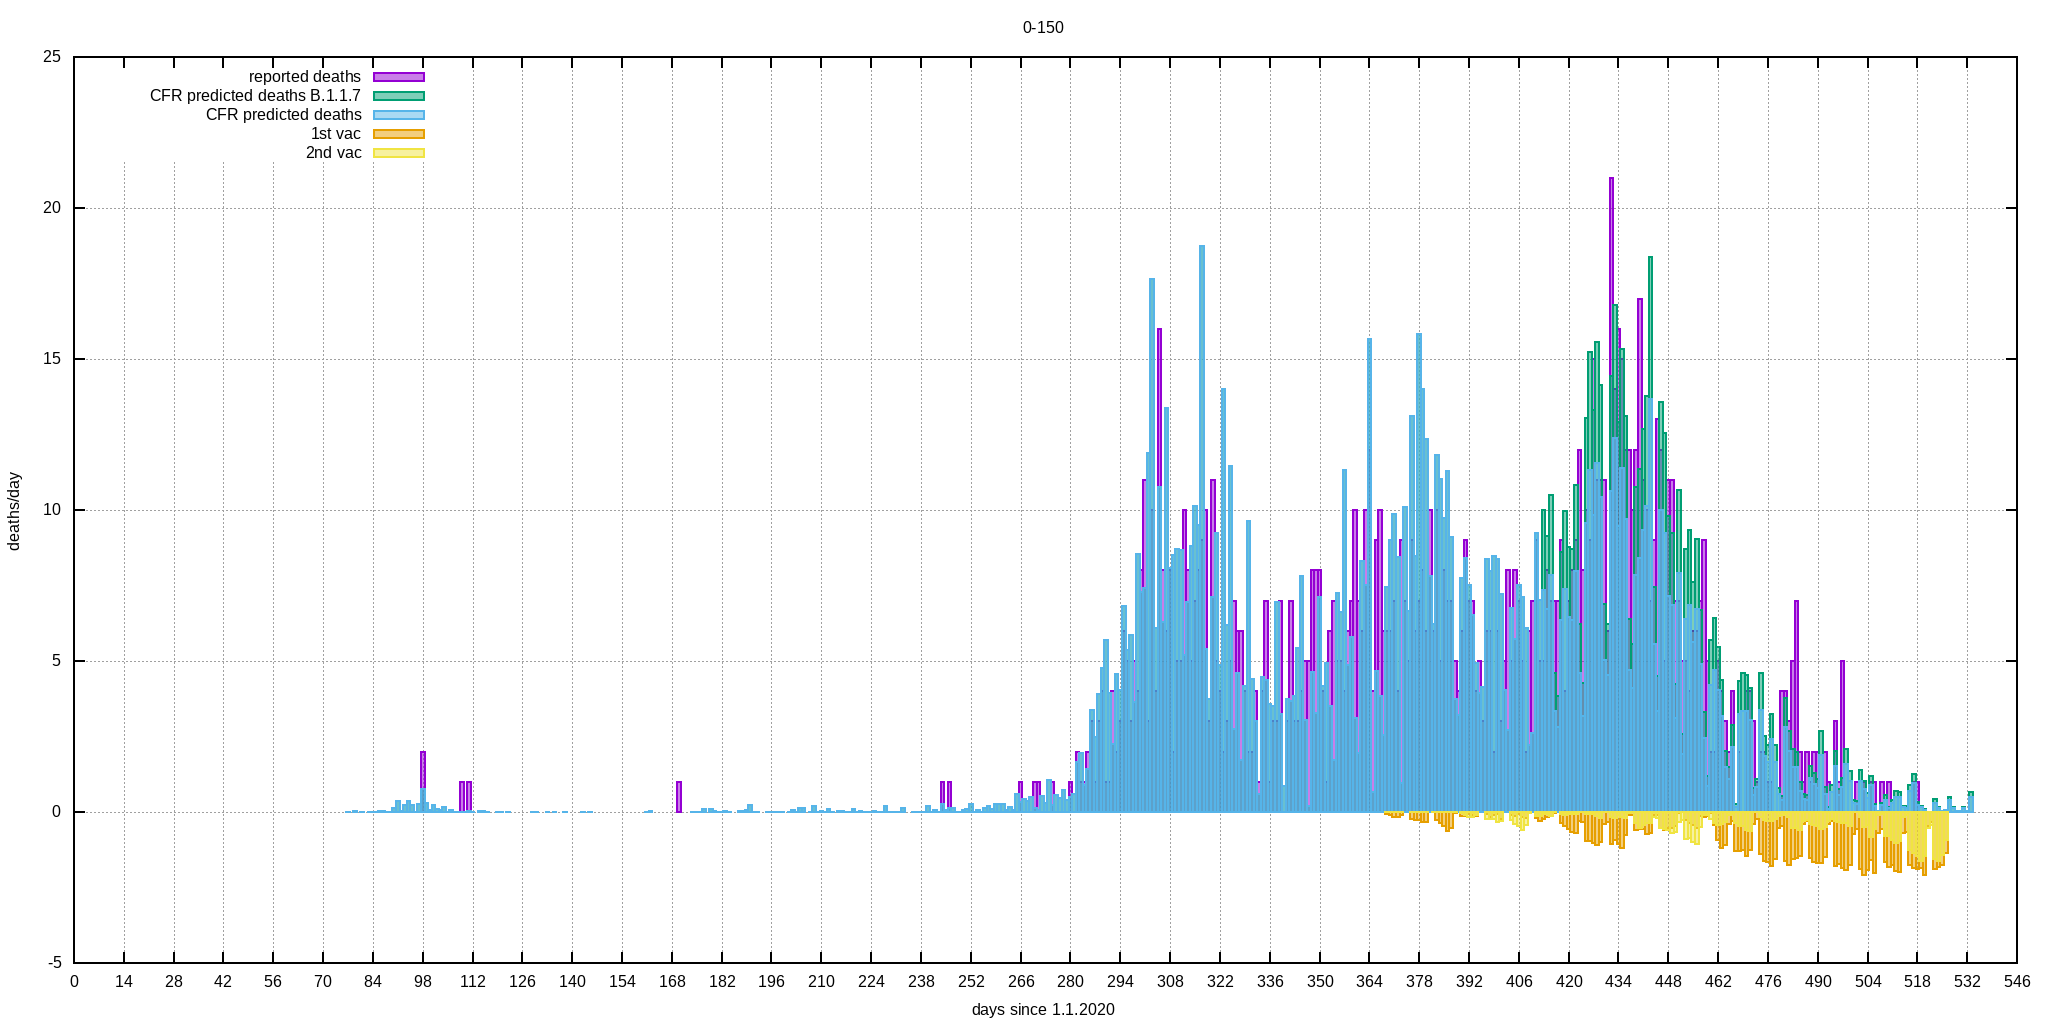 0-150
25
20
15
10
5
0
-5
deaths/day
reported deaths
CFR predicted deaths B.1.1.7
CFR predicted deaths
1st vac
2nd vac
0 14 28 42 56 70 84 98 112 126 140 154 168 182 196 210 224 238 252 266 280 294 308 322 336 350 364 378 392 406 420 434 448 462 476 490 504 518 532 546
days since 1.1.2020